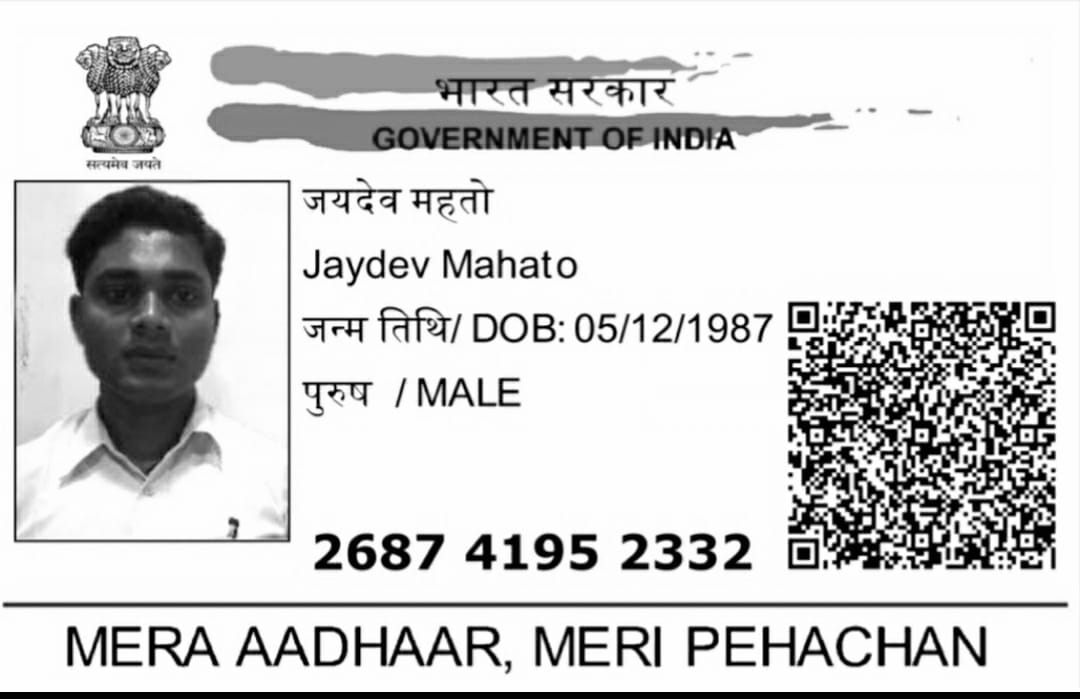 सत्यमेव जयते
भारत सरकार
GOVERNMENT OF INDIA
जयदेव महतो
Jaydev Mahato
जन्म तिथि/ DOB: 05/12/1987
पुरुष / MALE
2687 4195 2332
MERA AADHAAR, MERI PEHACHAN